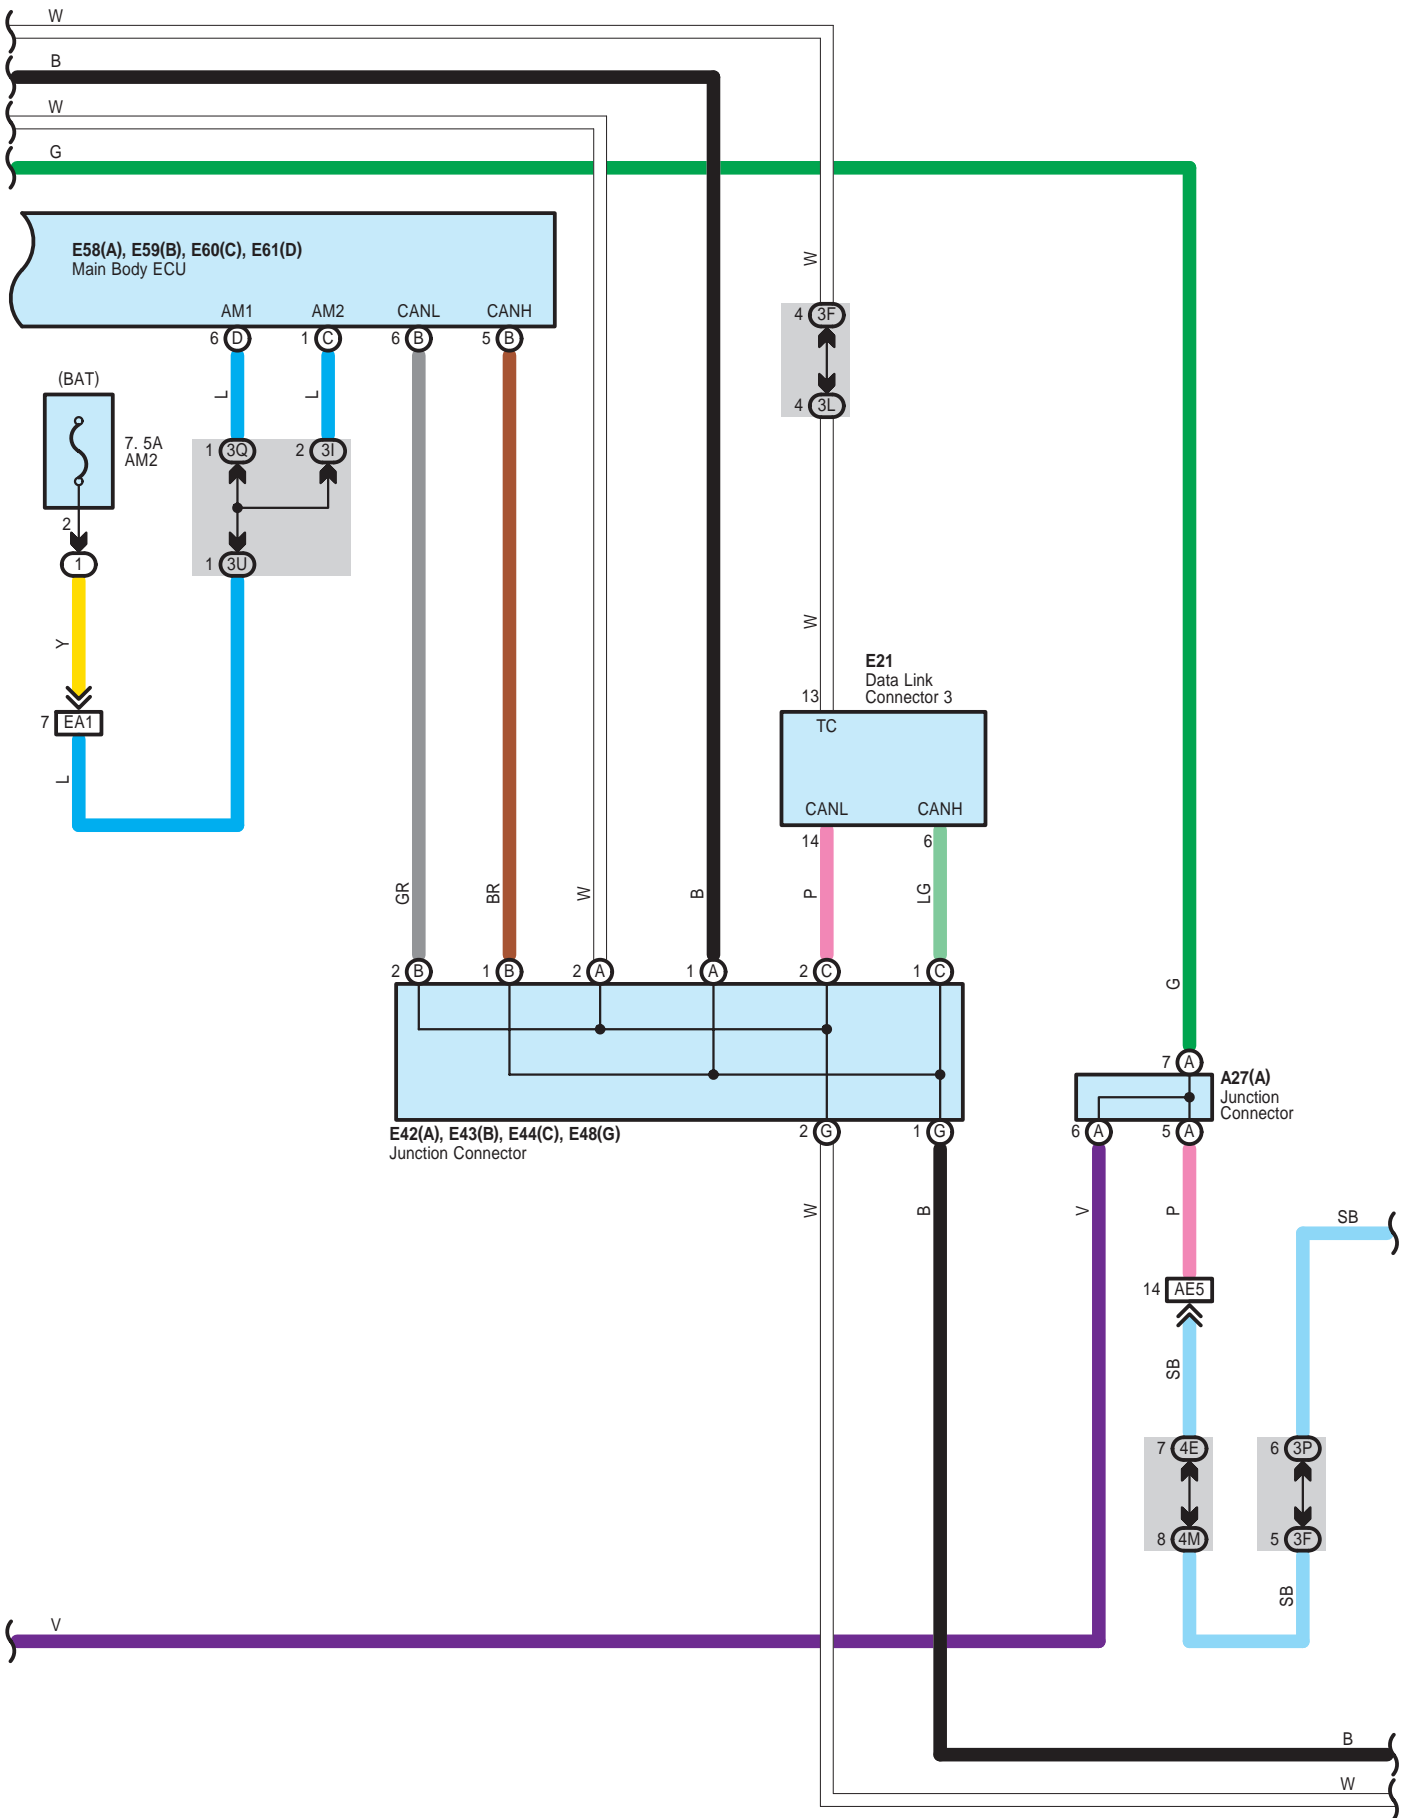 W
B
W
G
E58(A), E59(B), E60(C), E61(D)
Main Body ECU
AM1 AM2 CANL CANH
6 D 1 C 6 B 5 B
W
4 3F
4 3L
(BAT)
7. 5A
AM2
L L
1 3Q 2 3I
2
1
1 3U
Y
W
E21
Data Link
Connector 3
13
TC
7 EA1
L
CANL CANH
14 6
GR BR W B P LG
2 B 1 B 2 A 1 A 2 C 1 C
G
7 A
A27(A)
Junction
Connector
E42(A), E43(B), E44(C), E48(G)
Junction Connector
2 G 1 G
6 A 5 A
W B V P
SB
14 AE5
SB
7 4E 6 3P
8 4M 5 3F
SB
V
B
W